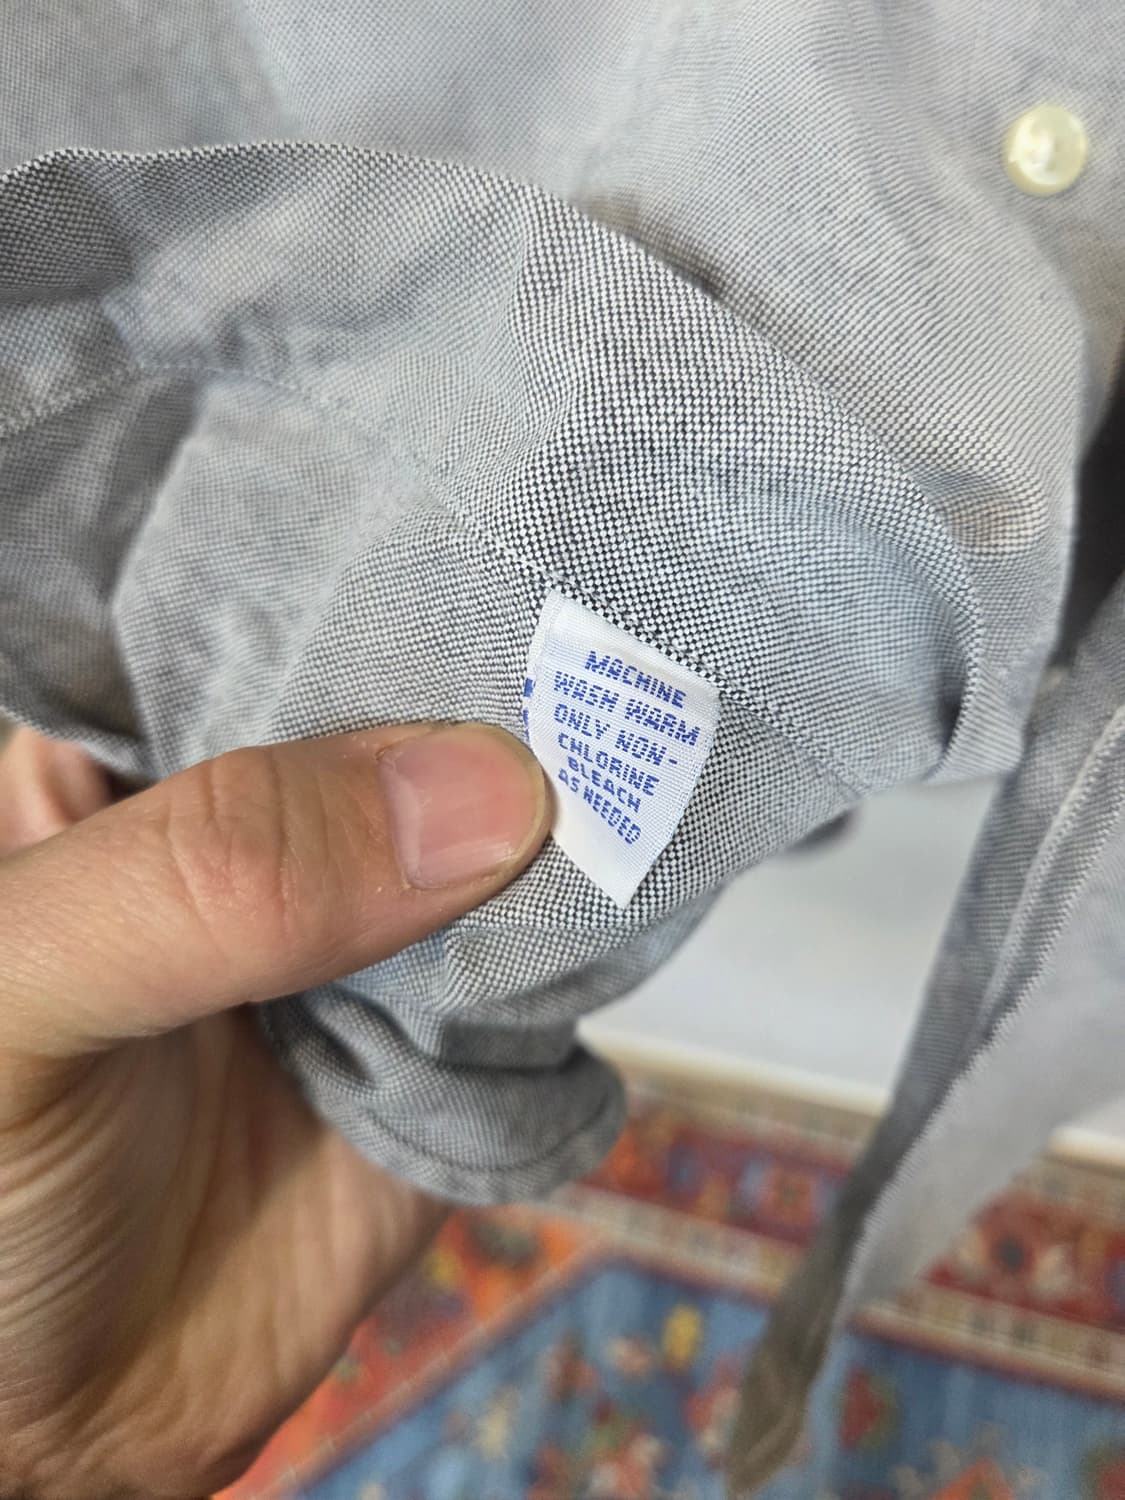 MACHINE
WASH WARM
ONLY NON-
CHLORINE
BLEACH
AS NEEDED